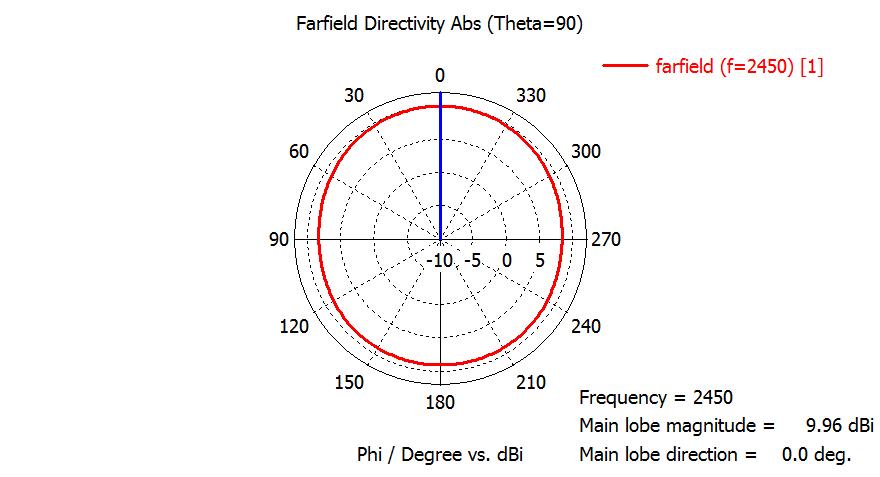 Farfield Directivity Abs (Theta=90)
farfield (f=2450) [1]
0
30
330
60
300
90
-10
-5
0
5
270
120
240
150
210
180
Frequency = 2450
Main lobe magnitude = 9.96 dBi
Phi / Degree vs. dBi
Main lobe direction = 0.0 deg.